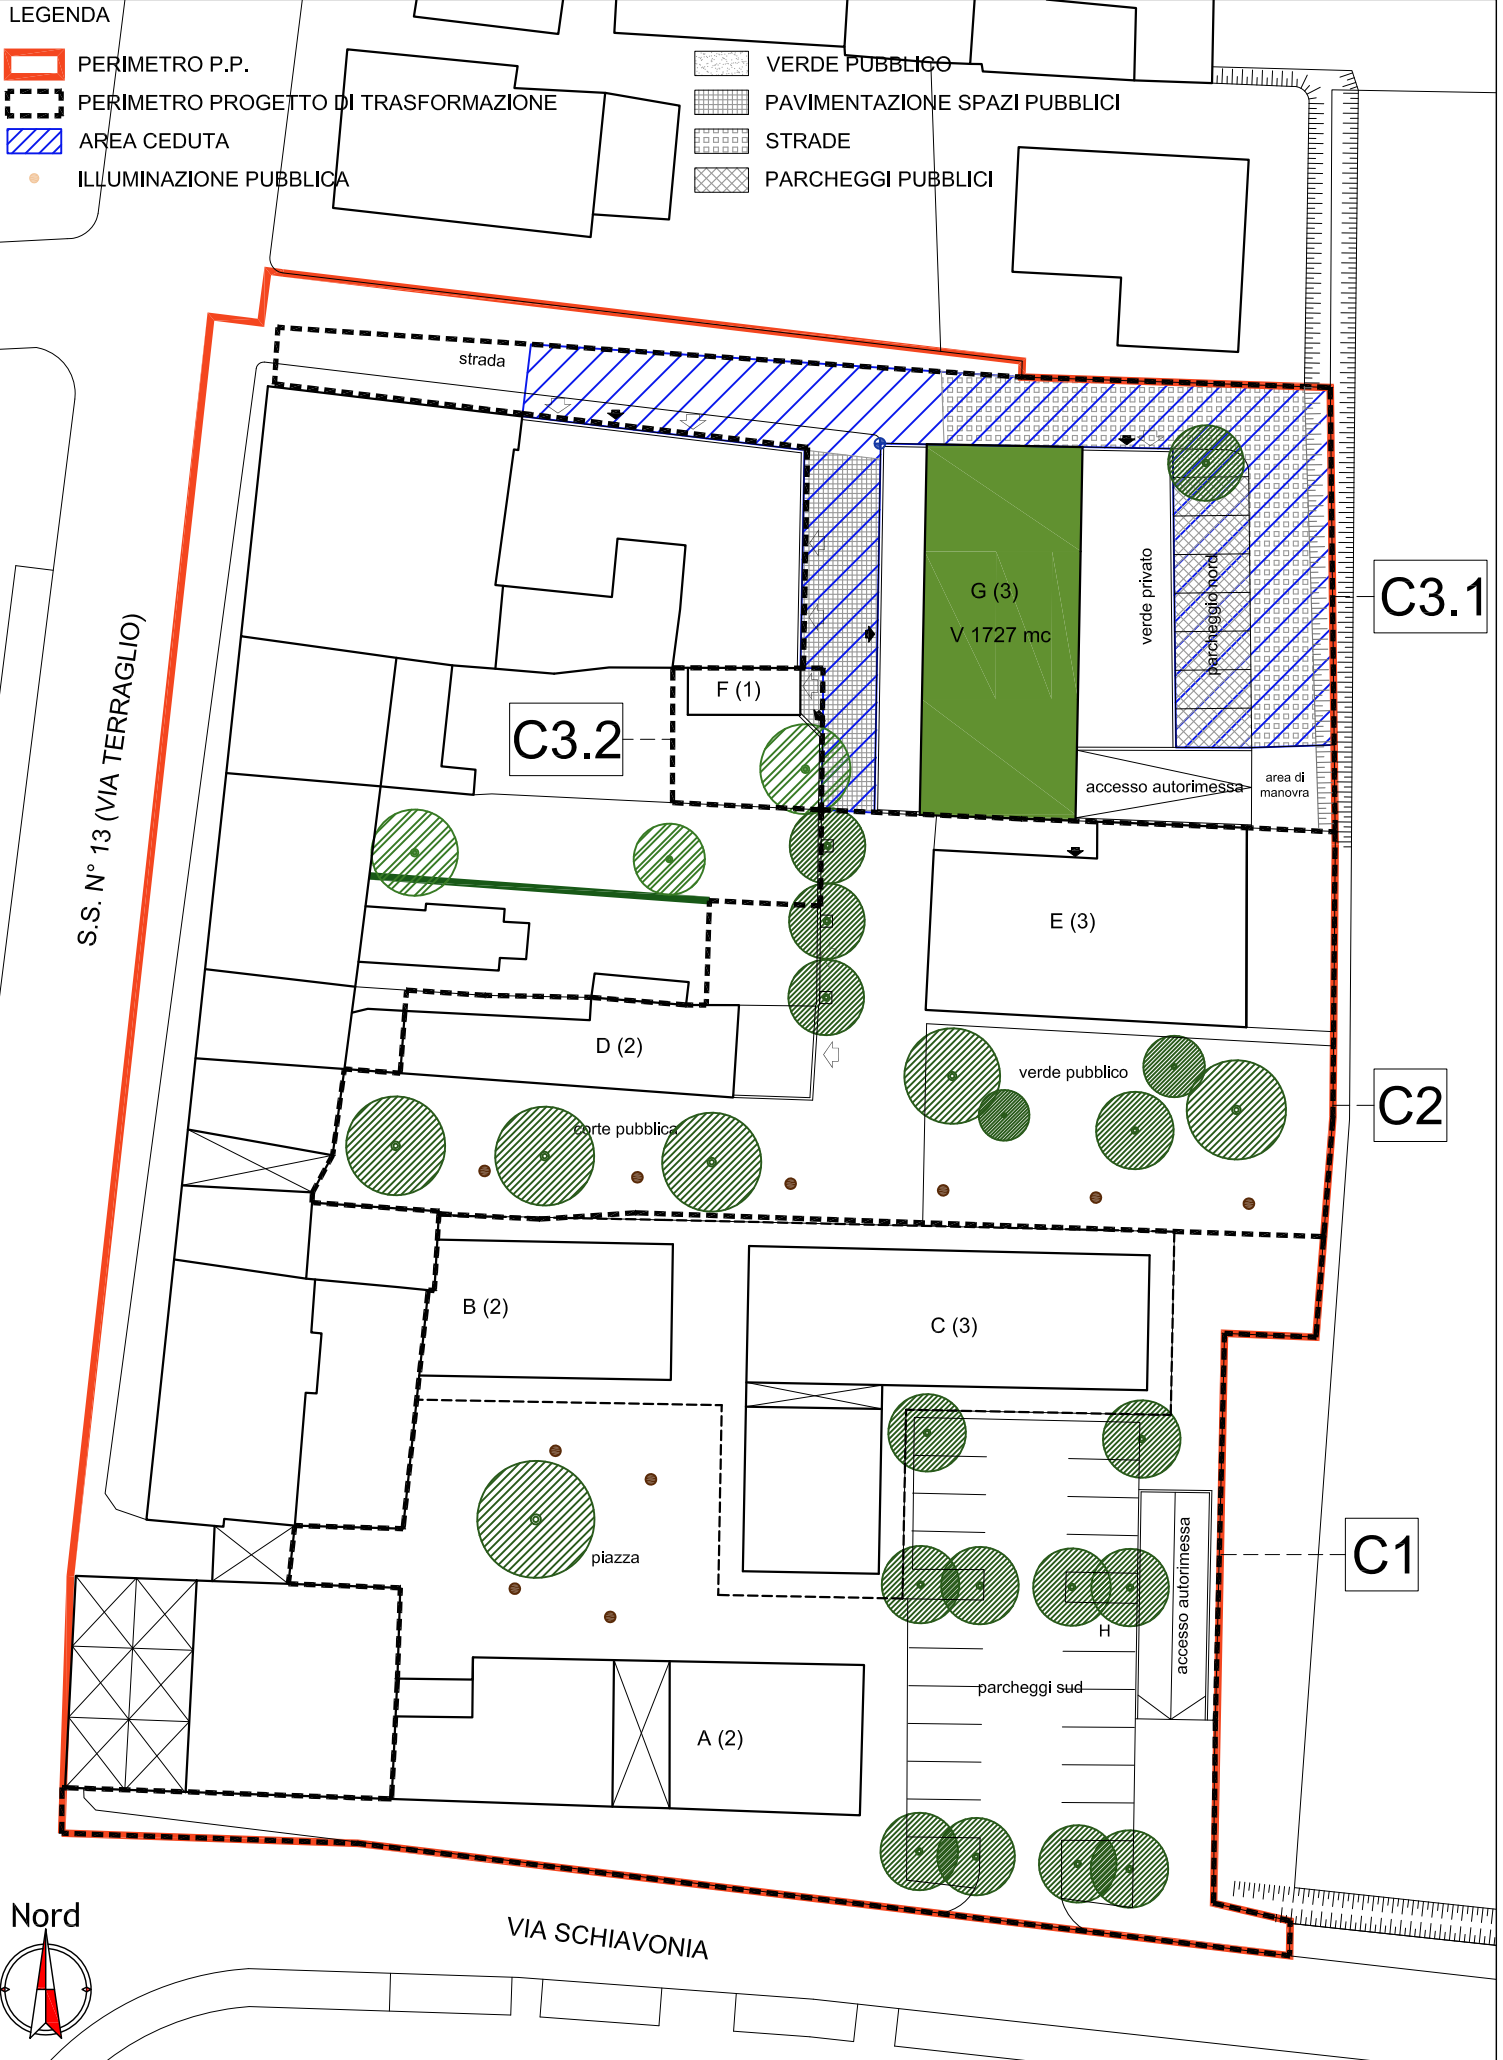 LEGENDA
PERIMETRO P.P.
PERIMETRO PROGETTO DI TRASFORMAZIONE
AREA CEDUTA
ILLUMINAZIONE PUBBLICA
VERDE PUBBLICO
PAVIMENTAZIONE SPAZI PUBBLICI
STRADE
PARCHEGGI PUBBLICI
strada
S.S. N° 13 (VIA TERRAGLIO)
G (3)
V 1727 mc
verde privato
parcheggio nord
C3.1
F (1)
C3.2
accesso autorimessa
area di
manovra
E (3)
D (2)
verde pubblico
corte pubblica
C2
B (2)
C (3)
piazza
accesso autorimessa
C1
H
parcheggi sud
A (2)
Nord
VIA SCHIAVONIA